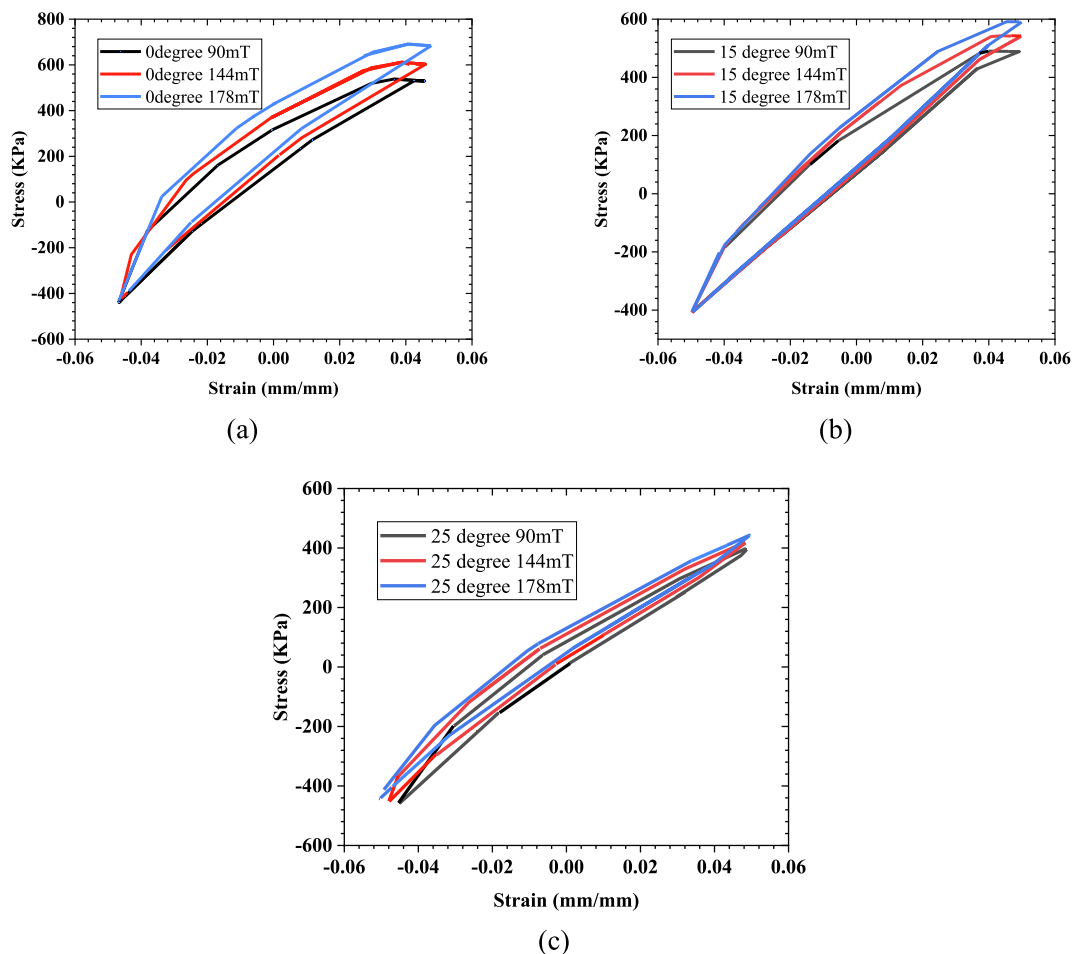 800
600
400
200
0
-200
-400
-600
-0.06 -0.04 -0.02 0.00 0.02 0.04 0.06
Stress (KPa)
Strain (mm/mm)
0degree 90mT
0degree 144mT
0degree 178mT
(a)
600
400
200
0
-200
-400
-0.06 -0.04 -0.02 0.00 0.02 0.04 0.06
Stress (KPa)
Strain (mm/mm)
15 degree 90mT
15 degree 144mT
15 degree 178mT
(b)
600
400
200
0
-200
-400
-600
-0.06 -0.04 -0.02 0.00 0.02 0.04 0.06
Stress (KPa)
Strain (mm/mm)
25 degree 90mT
25 degree 144mT
25 degree 178mT
(c)